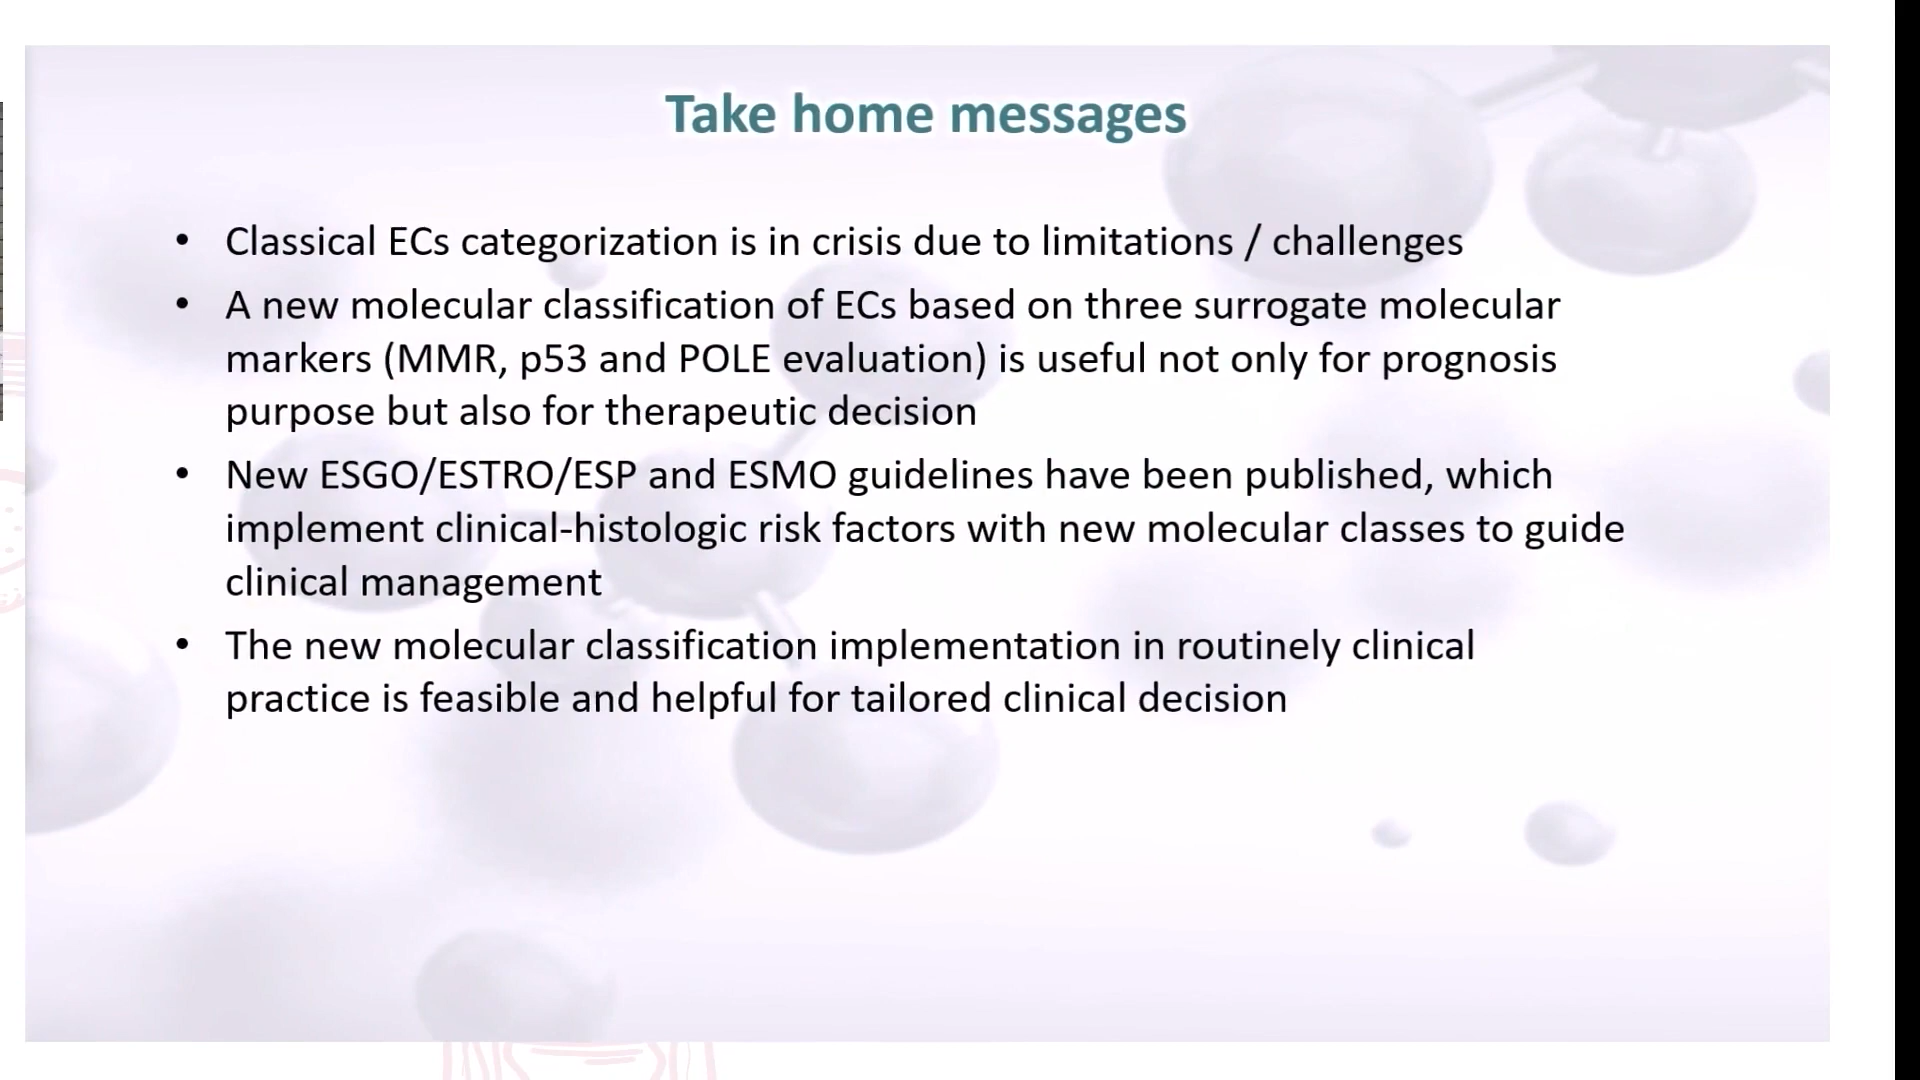 Take home messages
• Classical ECs categorization is in crisis due to limitations / challenges
• A new molecular classification of ECs based on three surrogate molecular
markers (MMR, p53 and POLE evaluation) is useful not only for prognosis
purpose but also for therapeutic decision
• New ESGO/ESTRO/ESP and ESMO guidelines have been published, which
implement clinical-histologic risk factors with new molecular classes to guide
clinical management
• The new molecular classification implementation in routinely clinical
practice is feasible and helpful for tailored clinical decision